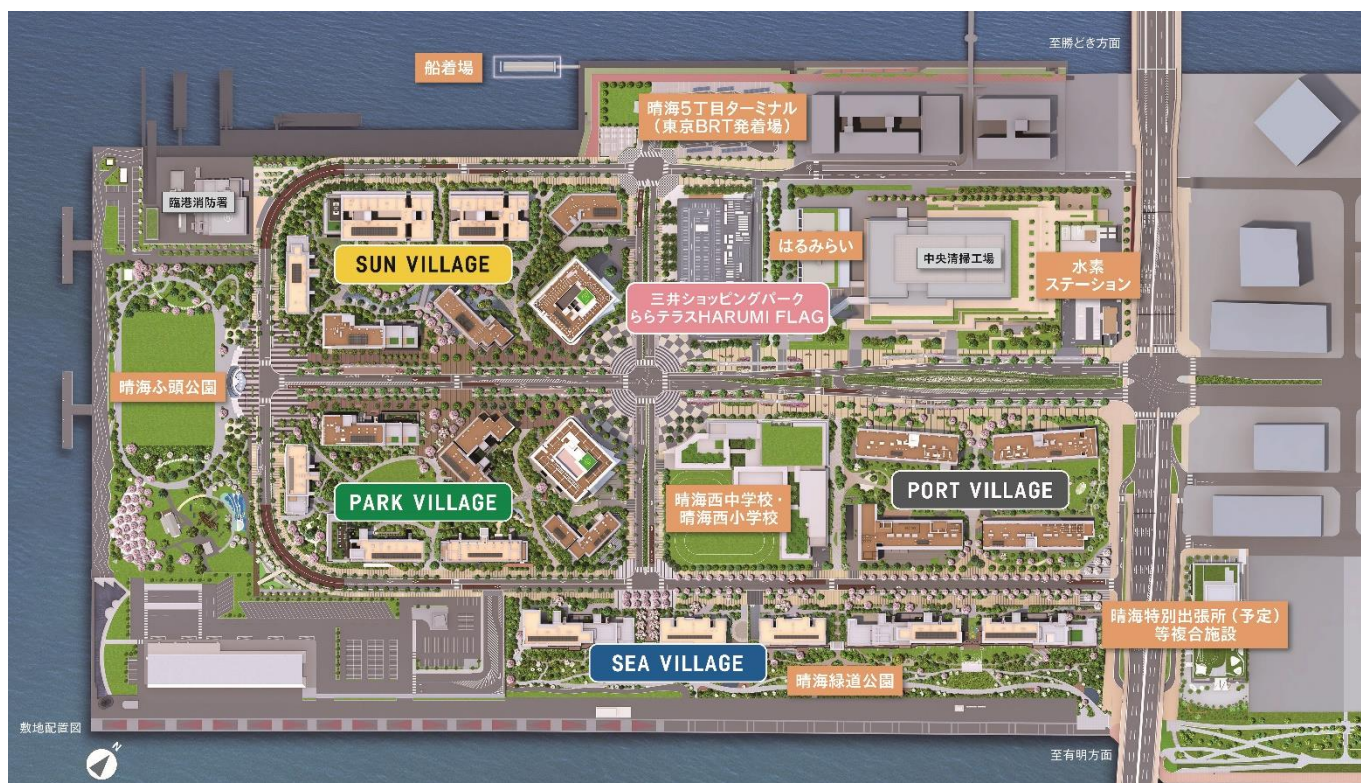 至勝どき方面
船着場
晴海5丁目ターミナル
(東京BRT発着場)
臨港消防署
SUN VILLAGE
はるみらい
中央清掃工場
水素
ステーション
三井ショッピングパーク
ららテラスHARUMI FLAG
晴海ふ頭公園
PARK VILLAGE
晴海西中学校・
晴海西小学校
PORT VILLAGE
晴海特別出張所(予定)
等複合施設
SEA VILLAGE
晴海緑道公園
敷地配置図
N
至有明方面